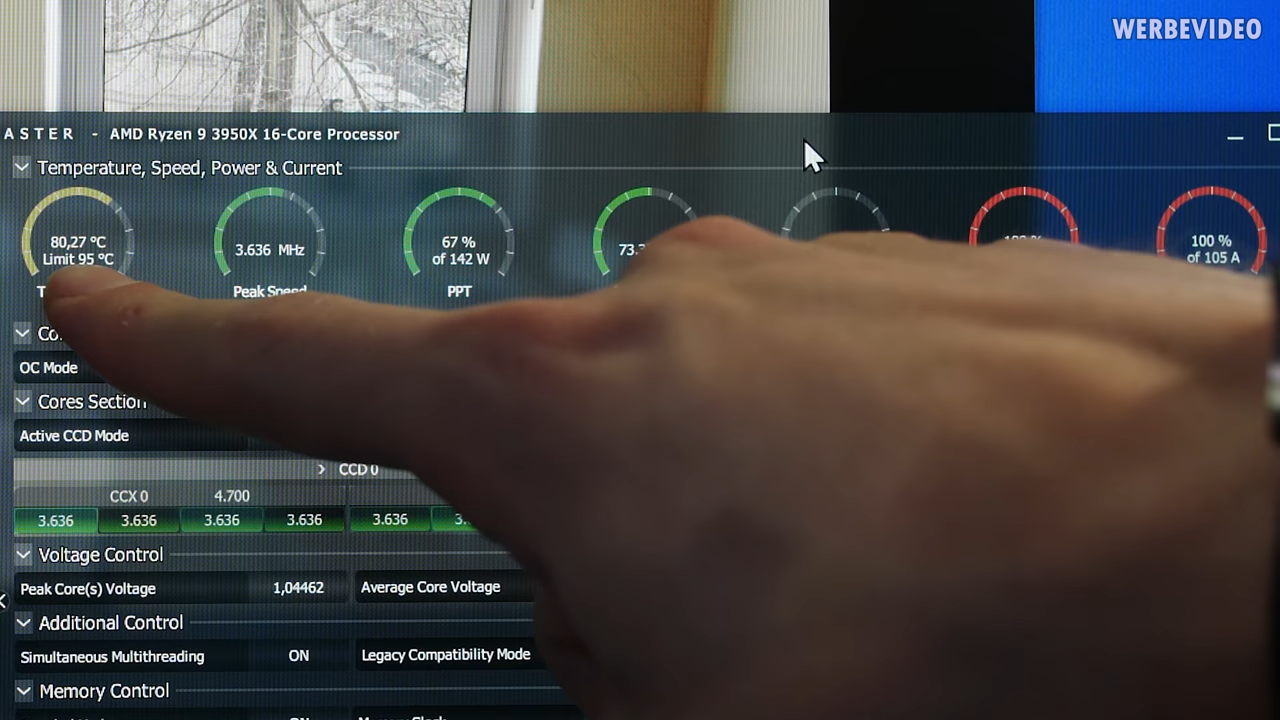 WERBEVIDEO
ASTER - AMD Ryzen 9 3950X 16-Core Processor
Temperature, Speed, Power & Current
80,27 °C
Limit 95 °C
3.636 MHz
Peak Speed
67 %
of 142 W
PPT
100 %
of 105 A
OC Mode
Cores Section
Active CCD Mode
> CCD 0
CCX 0 4.700
3.636 3.636 3.636 3.636 3.636
Voltage Control
Peak Core(s) Voltage 1,04462 Average Core Voltage
Additional Control
Simultaneous Multithreading ON Legacy Compatibility Mode
Memory Control